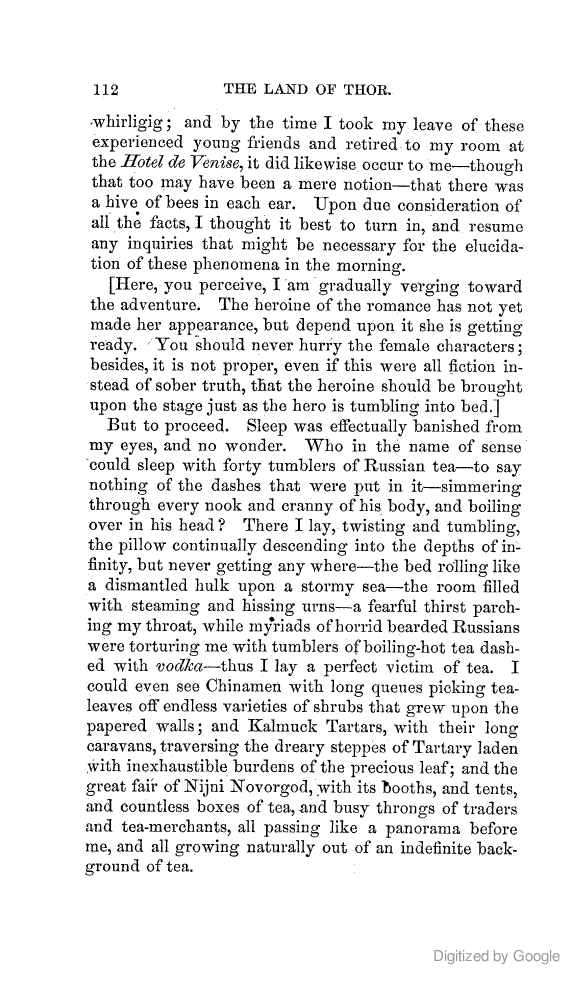 112 THE LAND OF THOR.
whirligig; and by the time I took my leave of these
experienced young friends and retired to my room at
the Hotel de Venise, it did likewise occur to me—though
that too may have been a mere notion—that there was
a hive of bees in each ear. Upon due consideration of
all the facts, I thought it best to turn in, and resume
any inquiries that might be necessary for the elucida-
tion of these phenomena in the morning.
[Here, you perceive, I am gradually verging toward
the adventure. The heroine of the romance has not yet
made her appearance, but depend upon it she is getting
ready. You should never hurry the female characters;
besides, it is not proper, even if this were all fiction in-
stead of sober truth, that the heroine should be brought
upon the stage just as the hero is tumbling into bed.]
But to proceed. Sleep was effectually banished from
my eyes, and no wonder. Who in the name of sense
could sleep with forty tumblers of Russian tea—to say
nothing of the dashes that were put in it—simmering
through every nook and cranny of his body, and boiling
over in his head? There I lay, twisting and tumbling,
the pillow continually descending into the depths of in-
finity, but never getting any where—the bed rolling like
a dismantled hulk upon a stormy sea—the room filled
with steaming and hissing urns—a fearful thirst parch-
ing my throat, while myriads of horrid bearded Russians
were torturing me with tumblers of boiling-hot tea dash-
ed with vodka—thus I lay a perfect victim of tea. I
could even see Chinamen with long queues picking tea-
leaves off endless varieties of shrubs that grew upon the
papered walls; and Kalmuck Tartars, with their long
caravans, traversing the dreary steppes of Tartary laden
with inexhaustible burdens of the precious leaf; and the
great fair of Nijni Novorgod, with its booths, and tents,
and countless boxes of tea, and busy throngs of traders
and tea-merchants, all passing like a panorama before
me, and all growing naturally out of an indefinite back-
ground of tea.
Digitized by Google